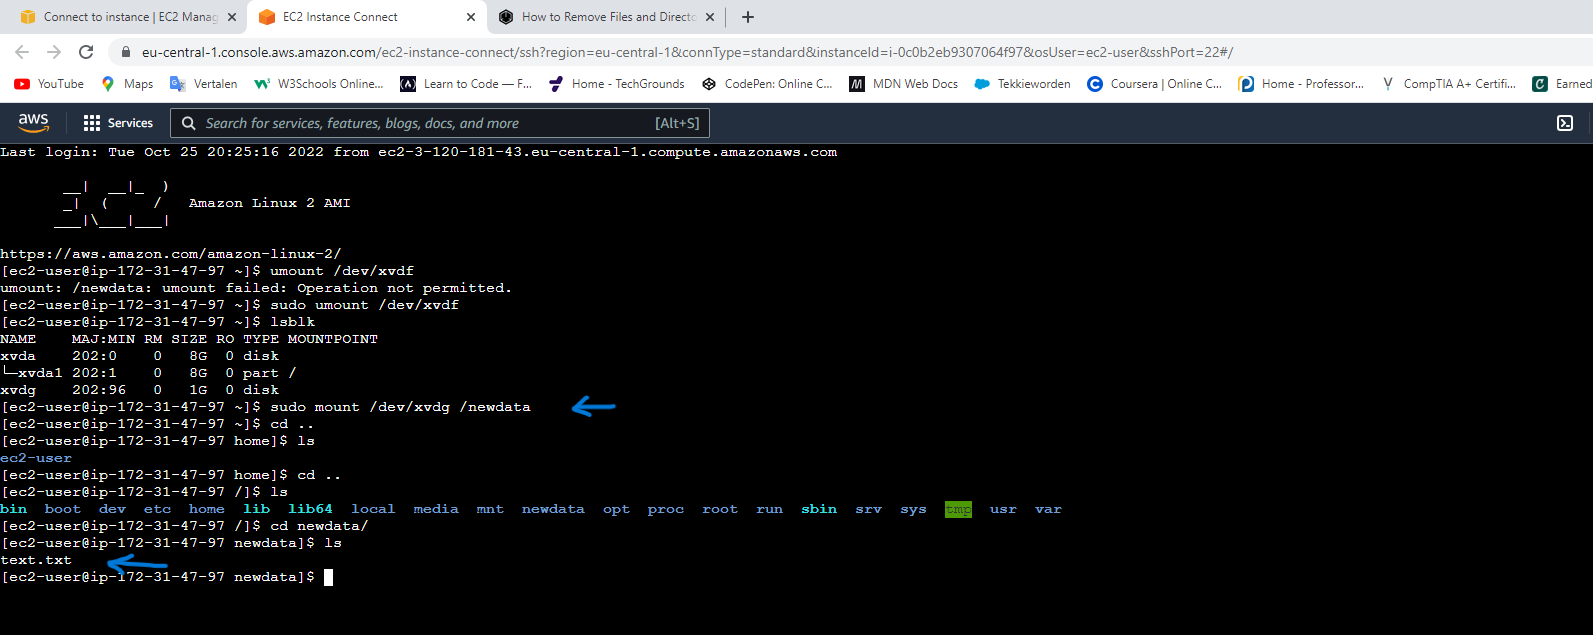 Connect to instance | EC2 Manag
EC2 Instance Connect
How to Remove Files and Directo
eu-central-1.console.aws.amazon.com/ec2-instance-connect/ssh?region=eu-central-1&connType=standard&instanceId=i-0c0b2eb9307064f97&osUser=ec2-user&sshPort=22#/
YouTube Maps Vertalen W3Schools Online... Learn to Code — F... Home - TechGrounds CodePen: Online C... MDN Web Docs Tekkieworden Coursera | Online C... Home - Professor... CompTIA A+ Certifi... Earned
aws Services Search for services, features, blogs, docs, and more [Alt+S]
Last login: Tue Oct 25 20:25:16 2022 from ec2-3-120-181-43.eu-central-1.compute.amazonaws.com
       __|  __|_  )
       _|  (     /   Amazon Linux 2 AMI
      ___|\___|___|
https://aws.amazon.com/amazon-linux-2/
[ec2-user@ip-172-31-47-97 ~]$ umount /dev/xvdf
umount: /newdata: umount failed: Operation not permitted.
[ec2-user@ip-172-31-47-97 ~]$ sudo umount /dev/xvdf
[ec2-user@ip-172-31-47-97 ~]$ lsblk
NAME    MAJ:MIN RM SIZE RO TYPE MOUNTPOINT
xvda    202:0    0   8G  0 disk
└─xvda1 202:1    0   8G  0 part /
xvdg    202:96   0   1G  0 disk
[ec2-user@ip-172-31-47-97 ~]$ sudo mount /dev/xvdg /newdata
[ec2-user@ip-172-31-47-97 ~]$ cd ..
[ec2-user@ip-172-31-47-97 home]$ ls
ec2-user
[ec2-user@ip-172-31-47-97 home]$ cd ..
[ec2-user@ip-172-31-47-97 /]$ ls
bin  boot  dev  etc  home  lib  lib64  local  media  mnt  newdata  opt  proc  root  run  sbin  srv  sys  tmp  usr  var
[ec2-user@ip-172-31-47-97 /]$ cd newdata/
[ec2-user@ip-172-31-47-97 newdata]$ ls
text.txt
[ec2-user@ip-172-31-47-97 newdata]$